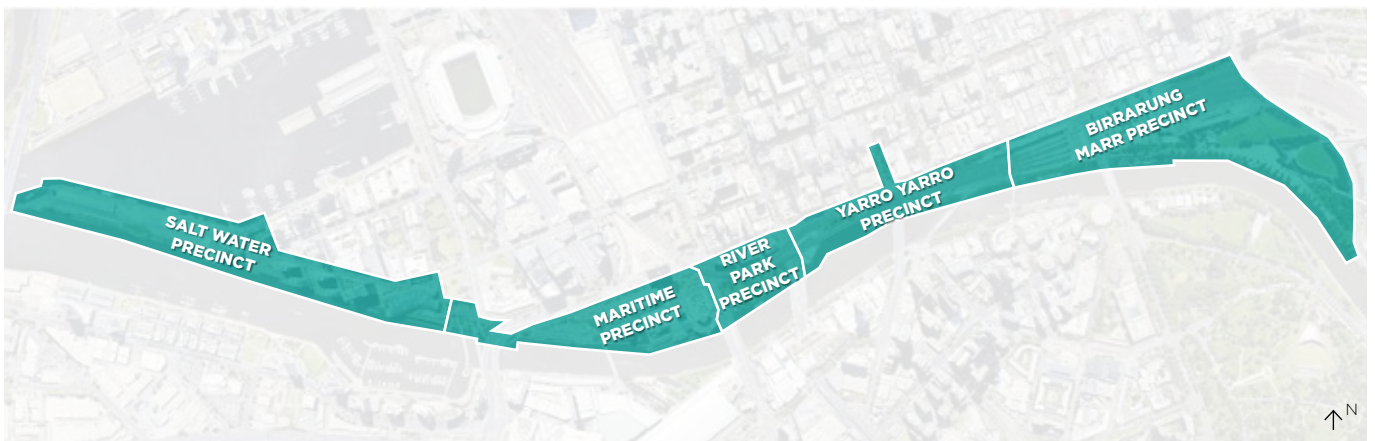 SALT WATER
PRECINCT
MARITIME
PRECINCT
RIVER
PARK
PRECINCT
YARRO YARRO
PRECINCT
BIRRARUNG
MARR PRECINCT
N